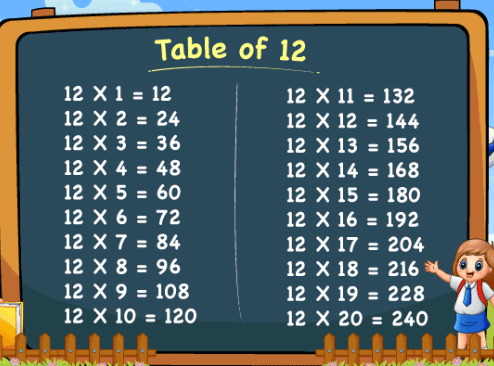 Table of 12
12 X 1 = 12
12 X 2 = 24
12 X 3 = 36
12 X 4 = 48
12 X 5 = 60
12 X 6 = 72
12 X 7 = 84
12 X 8 = 96
12 X 9 = 108
12 X 10 = 120
12 X 11 = 132
12 X 12 = 144
12 X 13 = 156
12 X 14 = 168
12 X 15 = 180
12 X 16 = 192
12 X 17 = 204
12 X 18 = 216
12 X 19 = 228
12 X 20 = 240